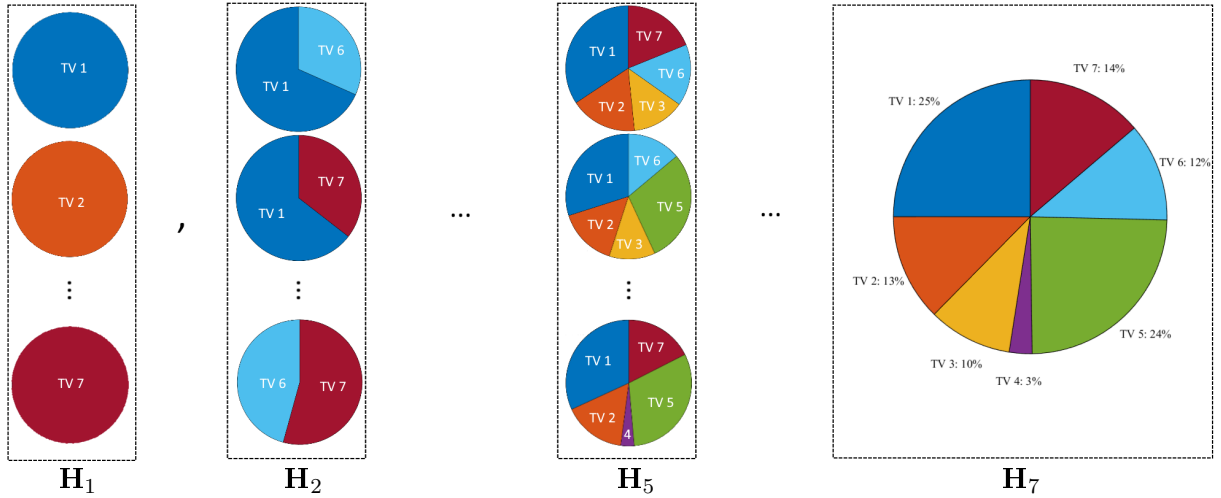 TV 1
TV 2
⋮
TV 7
H₁
,
TV 6
TV 1
TV 7
TV 1
⋮
TV 6
TV 7
H₂
...
TV 7
TV 1
TV 6
TV 2
TV 3
TV 6
TV 1
TV 5
TV 2
TV 3
⋮
TV 7
TV 1
TV 5
TV 2
4
H₅
...
TV 7: 14%
TV 1: 25%
TV 6: 12%
TV 2: 13%
TV 5: 24%
TV 3: 10%
TV 4: 3%
H₇